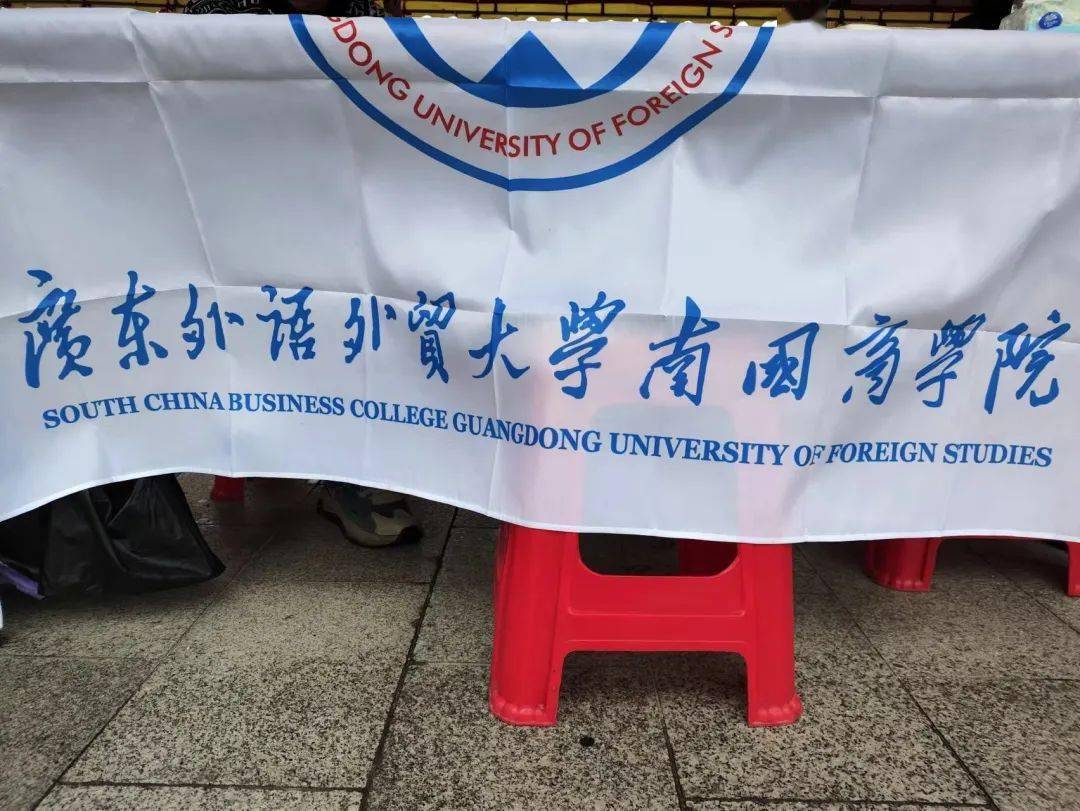 GDONG UNIVERSITY OF FOREIGN S
廣东外语外貿大學南國商學院
SOUTH CHINA BUSINESS COLLEGE GUANGDONG UNIVERSITY OF FOREIGN STUDIES